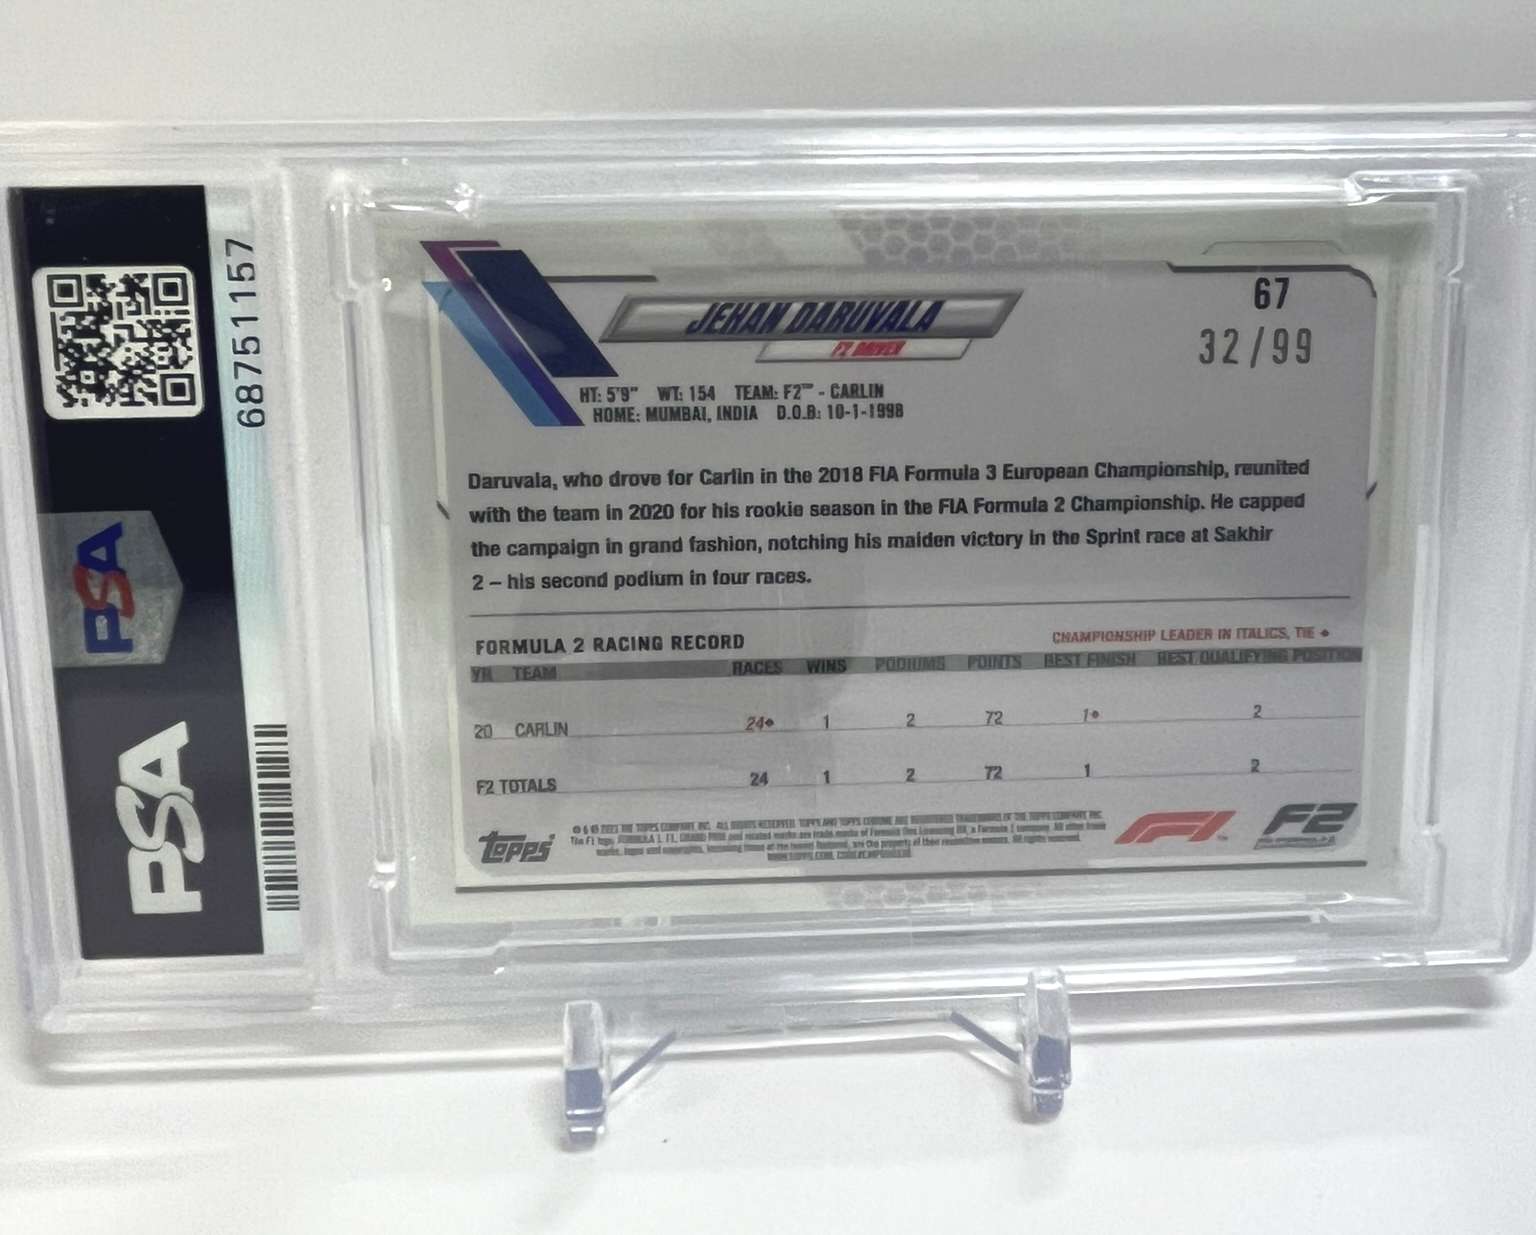 68751157
PSA
PSA
67
32/99
JEHAN DARUVALA
F2 DRIVER
HT: 5'9" WT: 154 TEAM: F2™ - CARLIN
HOME: MUMBAI, INDIA D.O.B: 10-1-1998
Daruvala, who drove for Carlin in the 2018 FIA Formula 3 European Championship, reunited
with the team in 2020 for his rookie season in the FIA Formula 2 Championship. He capped
the campaign in grand fashion, notching his maiden victory in the Sprint race at Sakhir
2 – his second podium in four races.
FORMULA 2 RACING RECORD CHAMPIONSHIP LEADER IN ITALICS, TIE ♦
YR TEAM RACES WINS PODIUMS POINTS BEST FINISH BEST QUALIFYING POSITION
20 CARLIN 24♦ 1 2 72 1♦ 2
F2 TOTALS 24 1 2 72 1 2
Topps
F1
F2